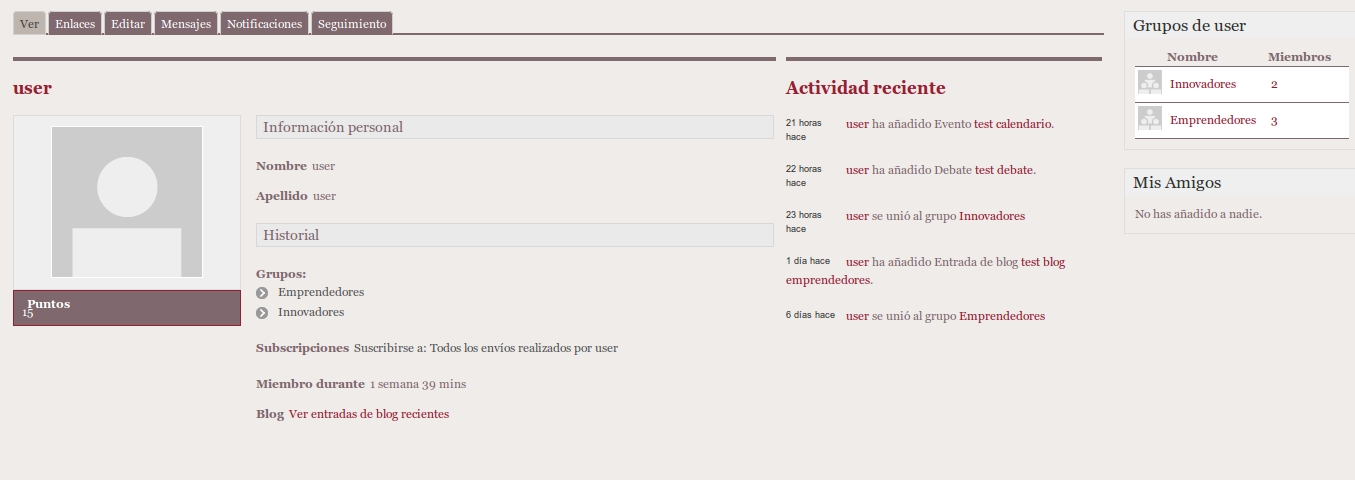 Ver Enlaces Editar Mensajes Notificaciones Seguimiento
user
Puntos
15
Información personal
Nombre user
Apellido user
Historial
Grupos:
Emprendedores
Innovadores
Subscripciones Suscribirse a: Todos los envíos realizados por user
Miembro durante 1 semana 39 mins
Blog Ver entradas de blog recientes
Actividad reciente
21 horas hace user ha añadido Evento test calendario.
22 horas hace user ha añadido Debate test debate.
23 horas hace user se unió al grupo Innovadores
1 día hace user ha añadido Entrada de blog test blog
emprendedores.
6 días hace user se unió al grupo Emprendedores
Grupos de user
Nombre Miembros
Innovadores 2
Emprendedores 3
Mis Amigos
No has añadido a nadie.